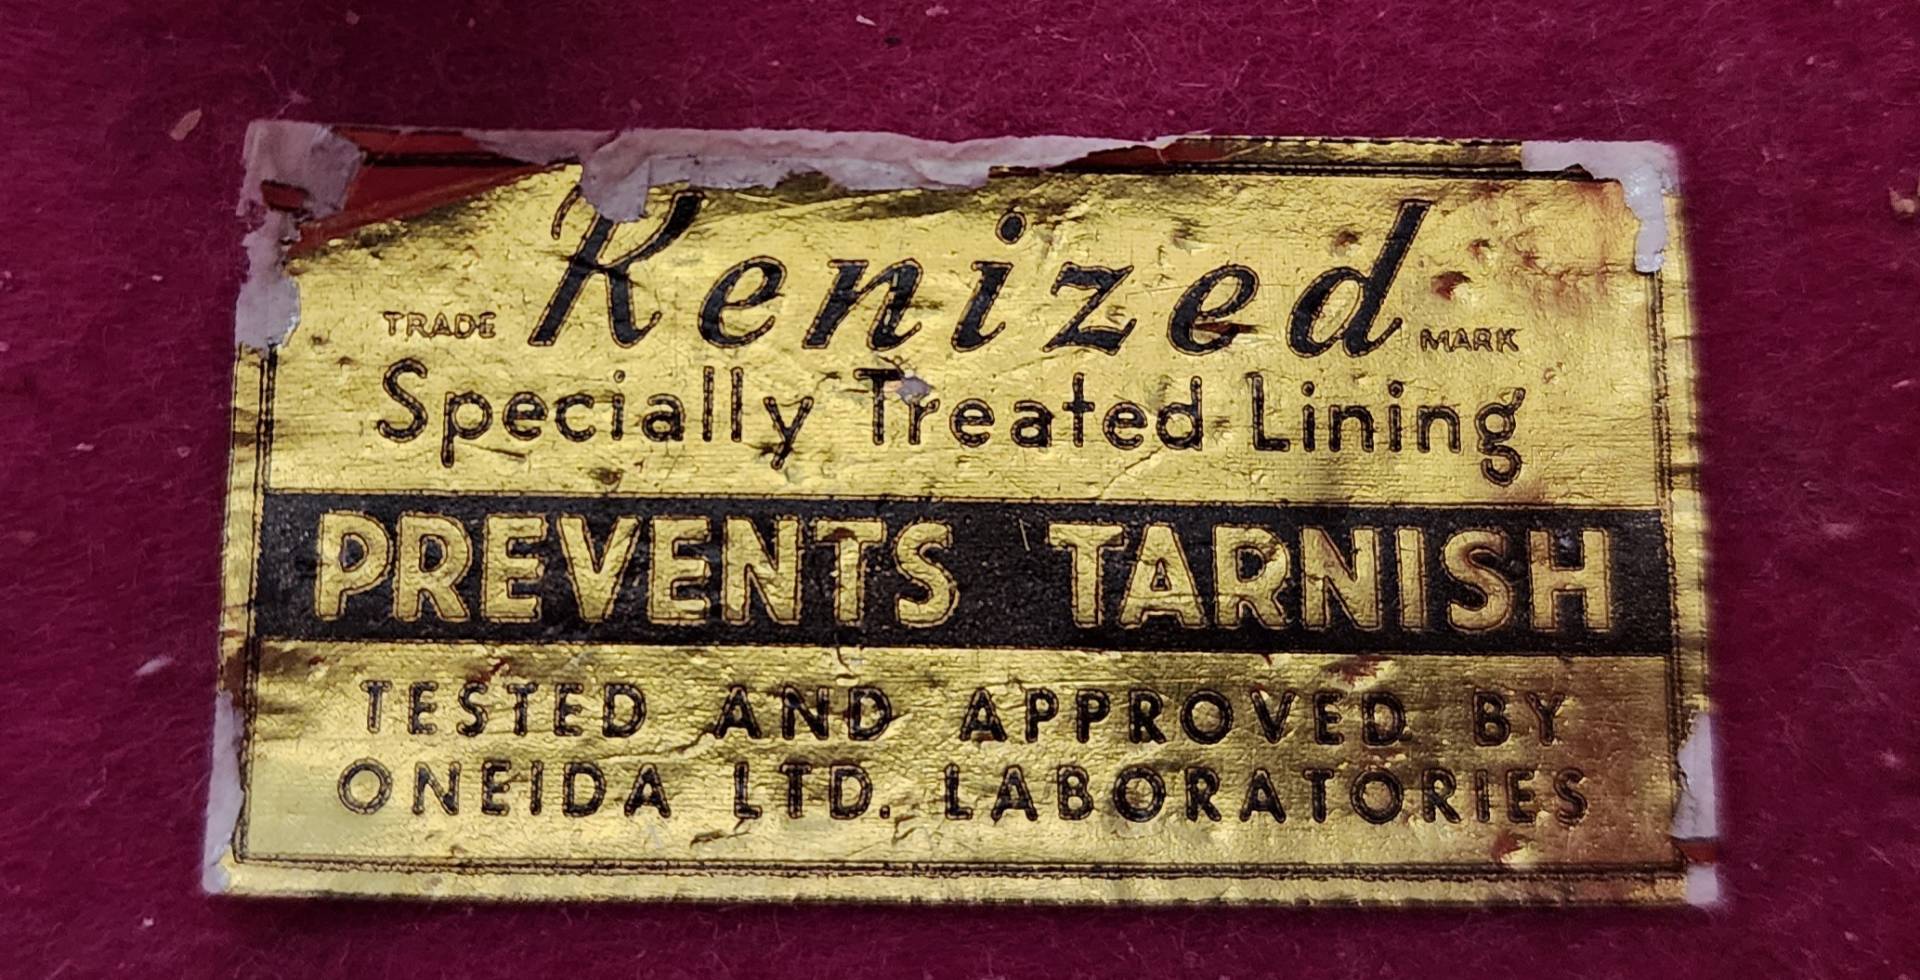 Kenized
TRADE MARK
Specially Treated Lining
PREVENTS TARNISH
TESTED AND APPROVED BY
ONEIDA LTD. LABORATORIES